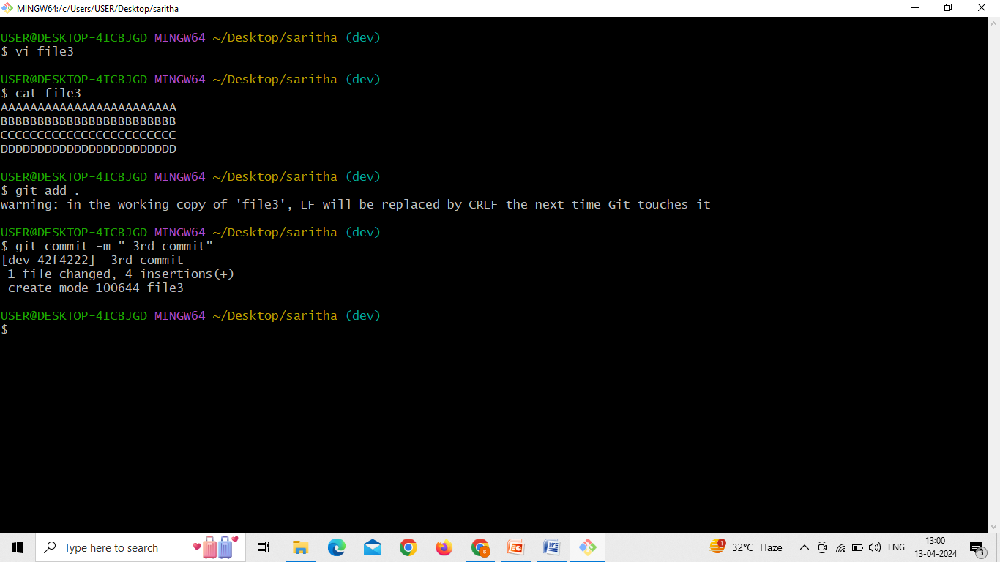 MINGW64:/c/Users/USER/Desktop/saritha
USER@DESKTOP-4ICBJGD MINGW64 ~/Desktop/saritha (dev)
$ vi file3
USER@DESKTOP-4ICBJGD MINGW64 ~/Desktop/saritha (dev)
$ cat file3
AAAAAAAAAAAAAAAAAAAAAAAA
BBBBBBBBBBBBBBBBBBBBBBBB
CCCCCCCCCCCCCCCCCCCCCCCC
DDDDDDDDDDDDDDDDDDDDDDDD
USER@DESKTOP-4ICBJGD MINGW64 ~/Desktop/saritha (dev)
$ git add .
warning: in the working copy of 'file3', LF will be replaced by CRLF the next time Git touches it
USER@DESKTOP-4ICBJGD MINGW64 ~/Desktop/saritha (dev)
$ git commit -m " 3rd commit"
[dev 42f4222]  3rd commit
 1 file changed, 4 insertions(+)
 create mode 100644 file3
USER@DESKTOP-4ICBJGD MINGW64 ~/Desktop/saritha (dev)
$
Type here to search
S
1
32°C Haze
ENG
13:00
13-04-2024
3